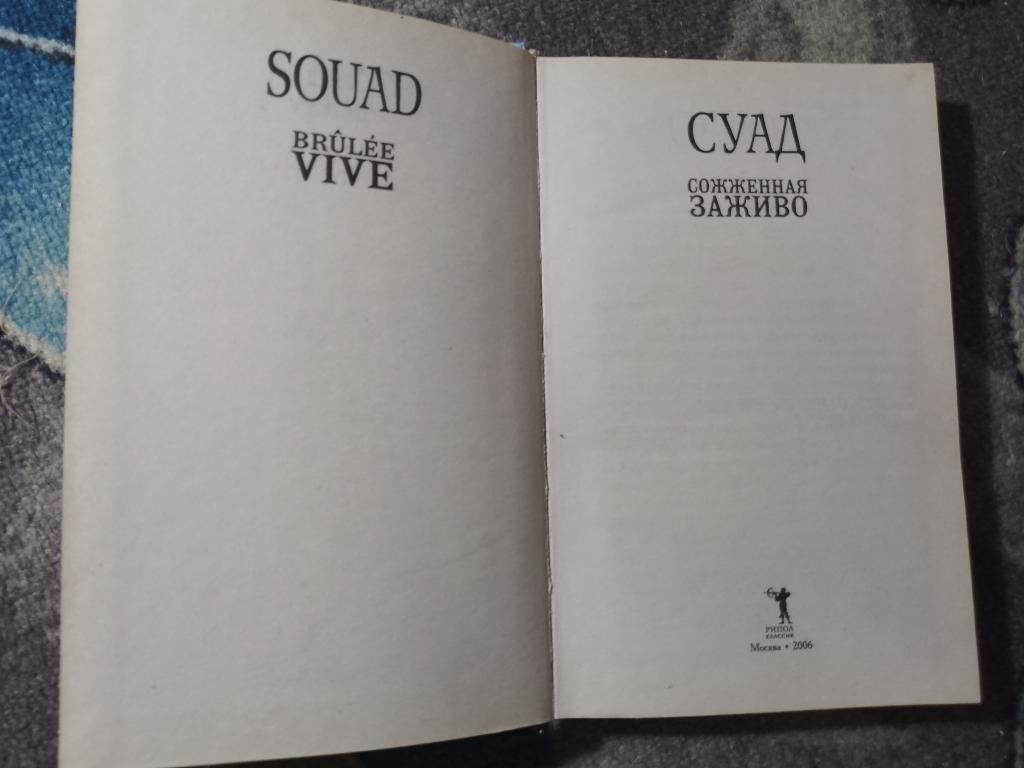 SOUAD
BRÛLÉE
VIVE
СУАД
СОЖЖЕННАЯ
ЗАЖИВО
РИПОЛ
КЛАССИК
Москва • 2006